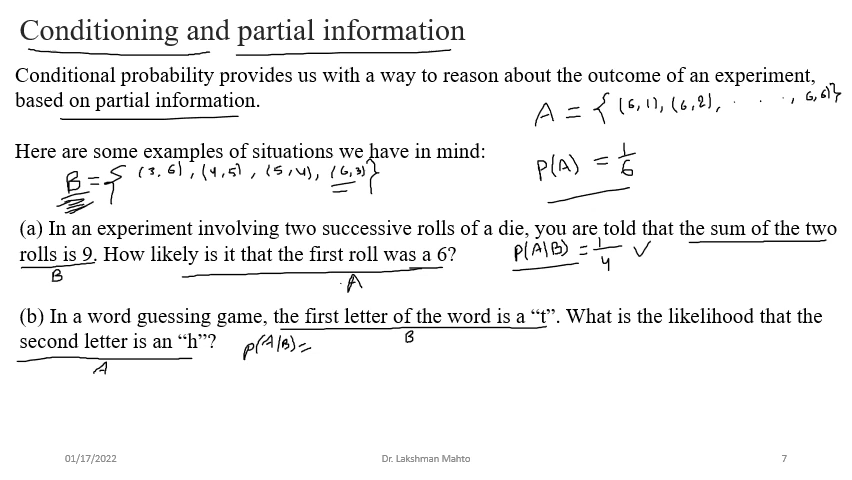 Conditioning and partial information
Conditional probability provides us with a way to reason about the outcome of an experiment,
based on partial information.
A = { (6,1), (6,2), . . . ., 6,6)}
Here are some examples of situations we have in mind:
P(A) = 1/6
B = { (3,6), (4,5), (5,4), (6,3)}
(a) In an experiment involving two successive rolls of a die, you are told that the sum of the two
rolls is 9. How likely is it that the first roll was a 6? P(A|B) = 1/4 ✓
B
A
(b) In a word guessing game, the first letter of the word is a “t”. What is the likelihood that the
second letter is an “h”? P(A|B) =
B
A
01/17/2022 Dr. Lakshman Mahto 7